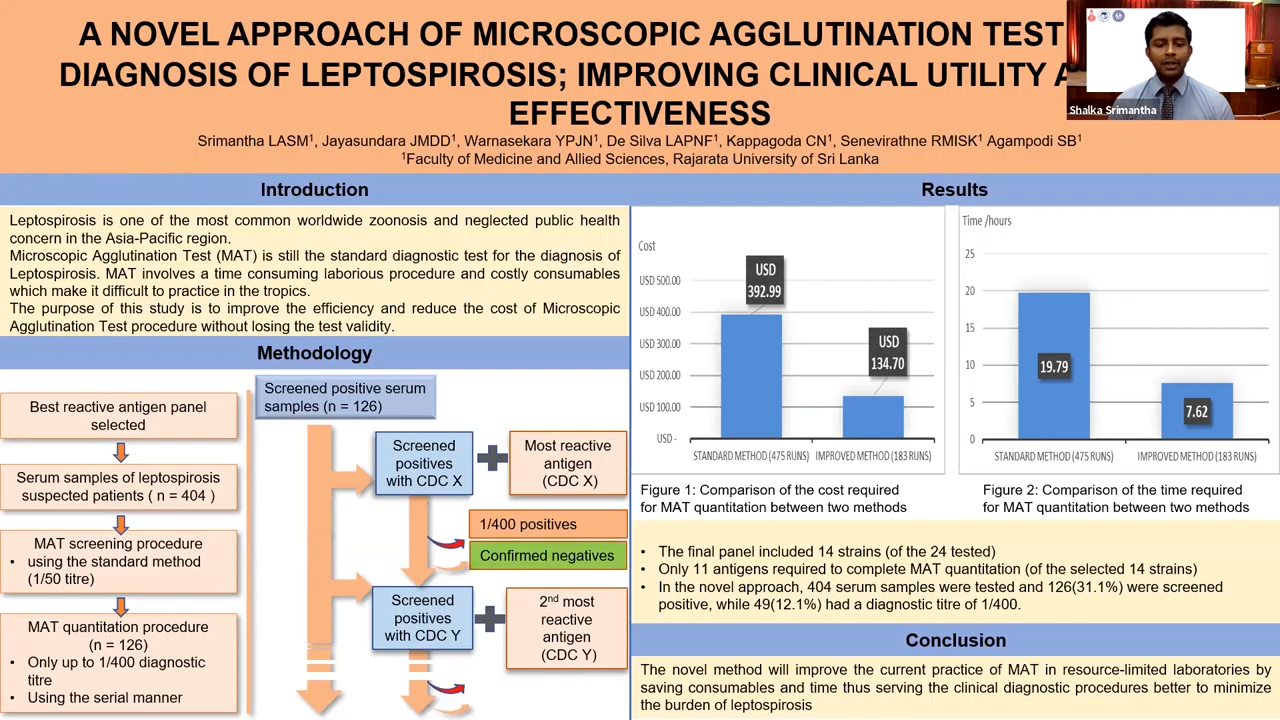 A NOVEL APPROACH OF MICROSCOPIC AGGLUTINATION TEST
DIAGNOSIS OF LEPTOSPIROSIS; IMPROVING CLINICAL UTILITY
EFFECTIVENESS
Shalka Srimantha
Srimantha LASM¹, Jayasundara JMDD¹, Warnasekara YPJN¹, De Silva LAPNF¹, Kappagoda CN¹, Senevirathne RMISK¹ Agampodi SB¹
¹Faculty of Medicine and Allied Sciences, Rajarata University of Sri Lanka
Introduction
Leptospirosis is one of the most common worldwide zoonosis and neglected public health
concern in the Asia-Pacific region.
Microscopic Agglutination Test (MAT) is still the standard diagnostic test for the diagnosis of
Leptospirosis. MAT involves a time consuming laborious procedure and costly consumables
which make it difficult to practice in the tropics.
The purpose of this study is to improve the efficiency and reduce the cost of Microscopic
Agglutination Test procedure without losing the test validity.
Methodology
Best reactive antigen panel
selected
Serum samples of leptospirosis
suspected patients ( n = 404 )
MAT screening procedure
• using the standard method
(1/50 titre)
MAT quantitation procedure
(n = 126)
• Only up to 1/400 diagnostic
titre
• Using the serial manner
Screened positive serum
samples (n = 126)
Screened
positives
with CDC X
Most reactive
antigen
(CDC X)
1/400 positives
Confirmed negatives
Screened
positives
with CDC Y
2nd most
reactive
antigen
(CDC Y)
Results
Cost
USD 500.00
USD 400.00
USD 300.00
USD 200.00
USD 100.00
USD -
USD
392.99
USD
134.70
STANDARD METHOD (475 RUNS)
IMPROVED METHOD (183 RUNS)
Figure 1: Comparison of the cost required
for MAT quantitation between two methods
Time /hours
25
20
15
10
5
0
19.79
7.62
STANDARD METHOD (475 RUNS)
IMPROVED METHOD (183 RUNS)
Figure 2: Comparison of the time required
for MAT quantitation between two methods
• The final panel included 14 strains (of the 24 tested)
• Only 11 antigens required to complete MAT quantitation (of the selected 14 strains)
• In the novel approach, 404 serum samples were tested and 126(31.1%) were screened
positive, while 49(12.1%) had a diagnostic titre of 1/400.
Conclusion
The novel method will improve the current practice of MAT in resource-limited laboratories by
saving consumables and time thus serving the clinical diagnostic procedures better to minimize
the burden of leptospirosis